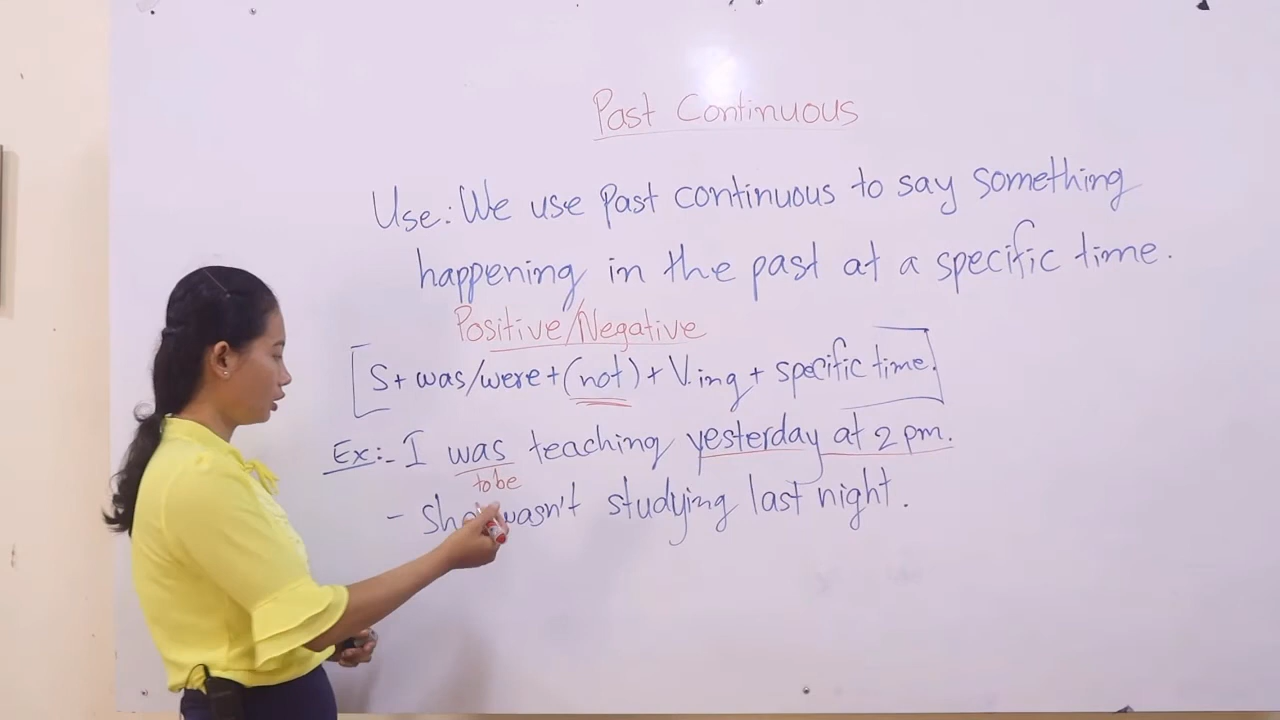 Past Continuous
Use: We use Past continuous to say something
happening in the past at a specific time.
Positive/Negative
[S+ was/were+(not)+ V.ing + specific time.]
Ex:- I was teaching yesterday at 2 pm.
to be
- She wasn't studying last night.